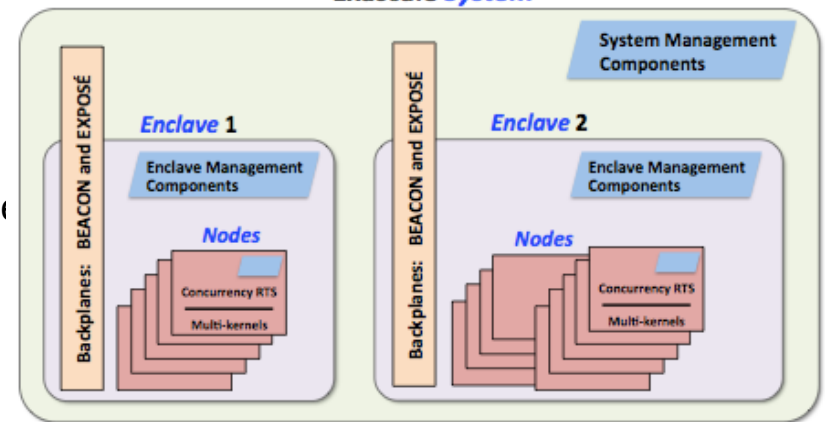 System
System Management
Components
Backplanes: BEACON and EXPOSÉ
Enclave 1
Enclave Management
Components
Nodes
Concurrency RTS
Multi-kernels
Backplanes: BEACON and EXPOSÉ
Enclave 2
Enclave Management
Components
Nodes
Concurrency RTS
Multi-kernels